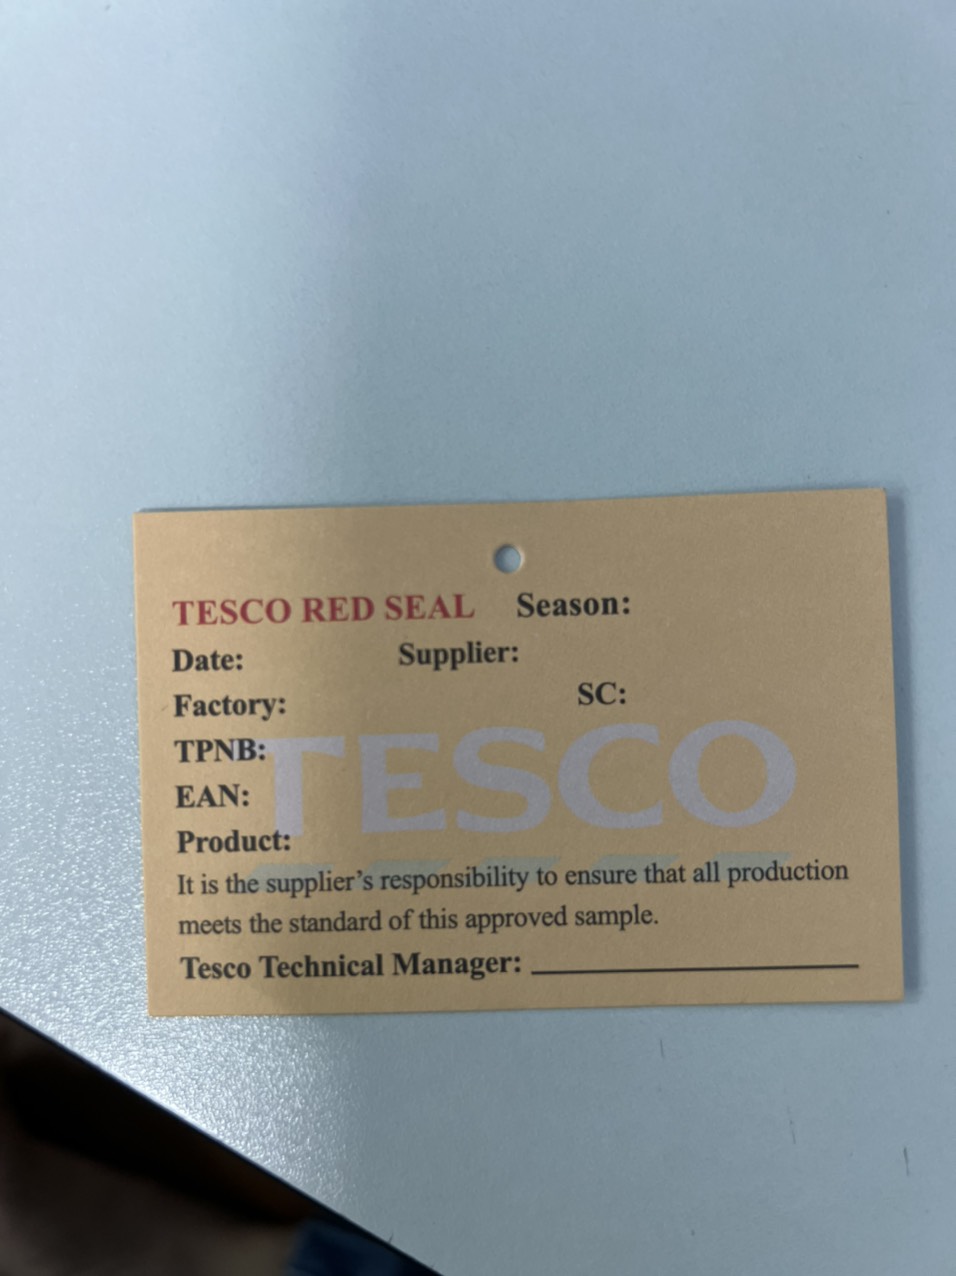 TESCO RED SEAL Season:
Date: Supplier:
Factory: SC:
TPNB:
TESCO
EAN:
Product:
It is the supplier's responsibility to ensure that all production
meets the standard of this approved sample.
Tesco Technical Manager: